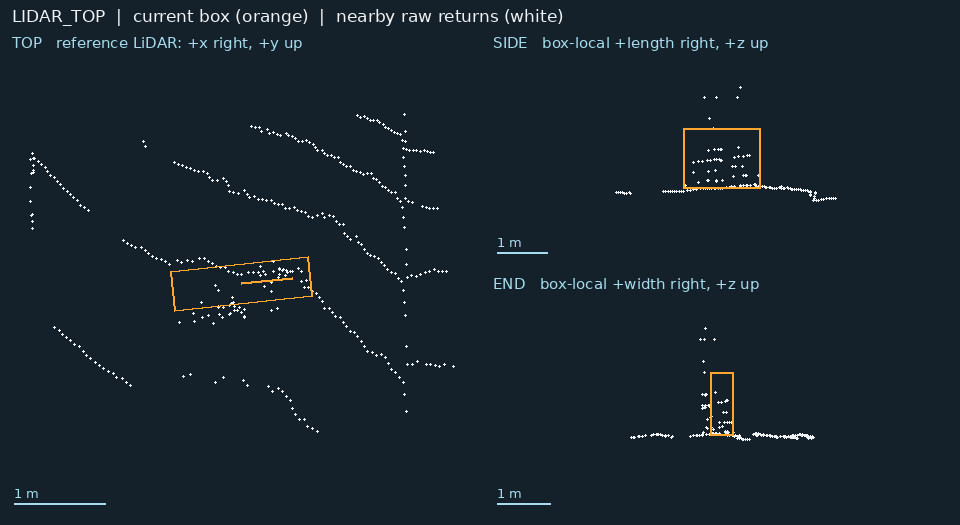 LIDAR_TOP  |  current box (orange)  |  nearby raw returns (white)
TOP   reference LiDAR: +x right, +y up
SIDE   box-local +length right, +z up
1 m
END   box-local +width right, +z up
1 m
1 m